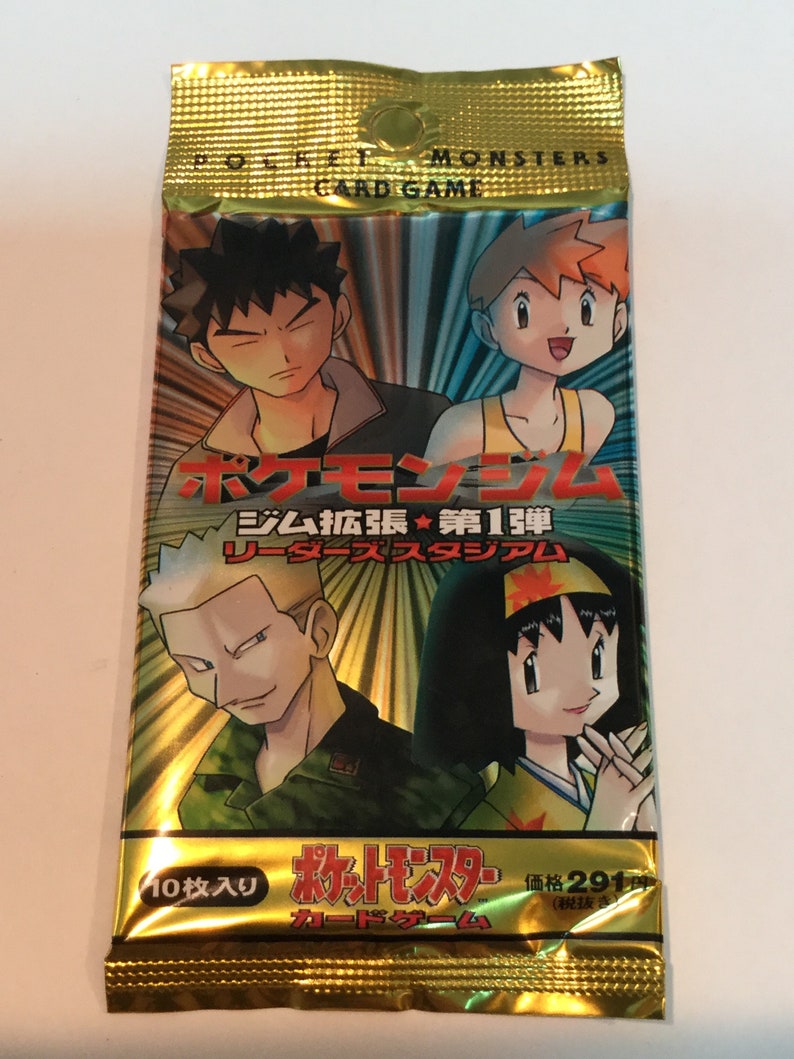 POCKET MONSTERS
CARD GAME
ポケモンジム
ジム拡張★第1弾
リーダーズスタジアム
10枚入り
ポケットモンスター™
カードゲーム
価格291円
(税抜き)